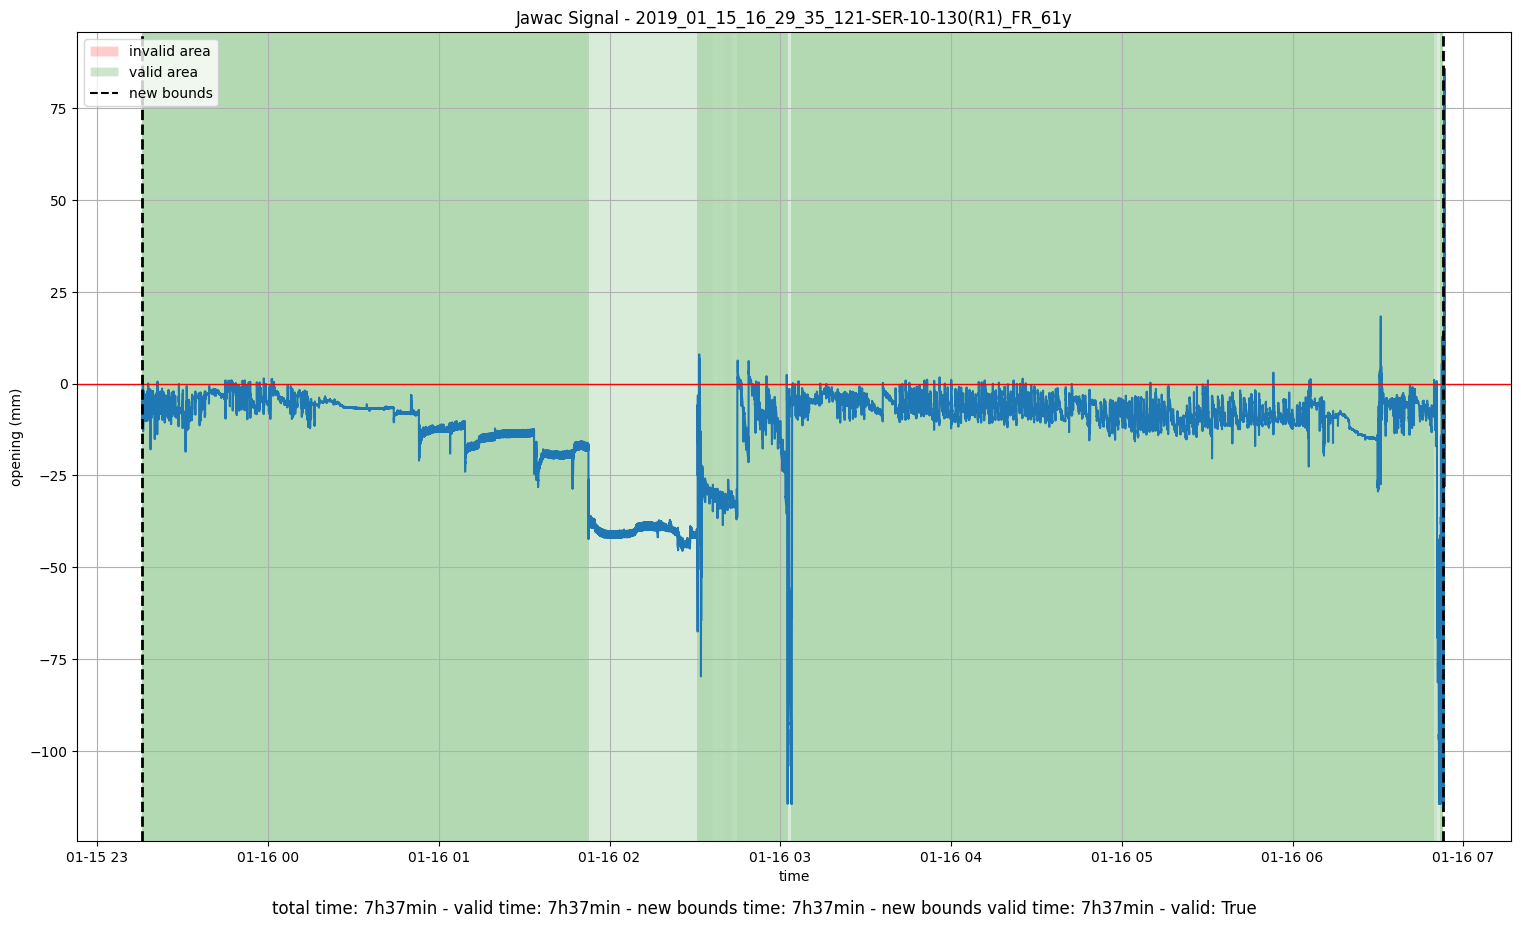 Jawac Signal - 2019_01_15_16_29_35_121-SER-10-130(R1)_FR_61y
invalid area
valid area
new bounds
75
50
25
0
−25
−50
−75
−100
opening (mm)
01-15 23
01-16 00
01-16 01
01-16 02
01-16 03
01-16 04
01-16 05
01-16 06
01-16 07
time
total time: 7h37min - valid time: 7h37min - new bounds time: 7h37min - new bounds valid time: 7h37min - valid: True